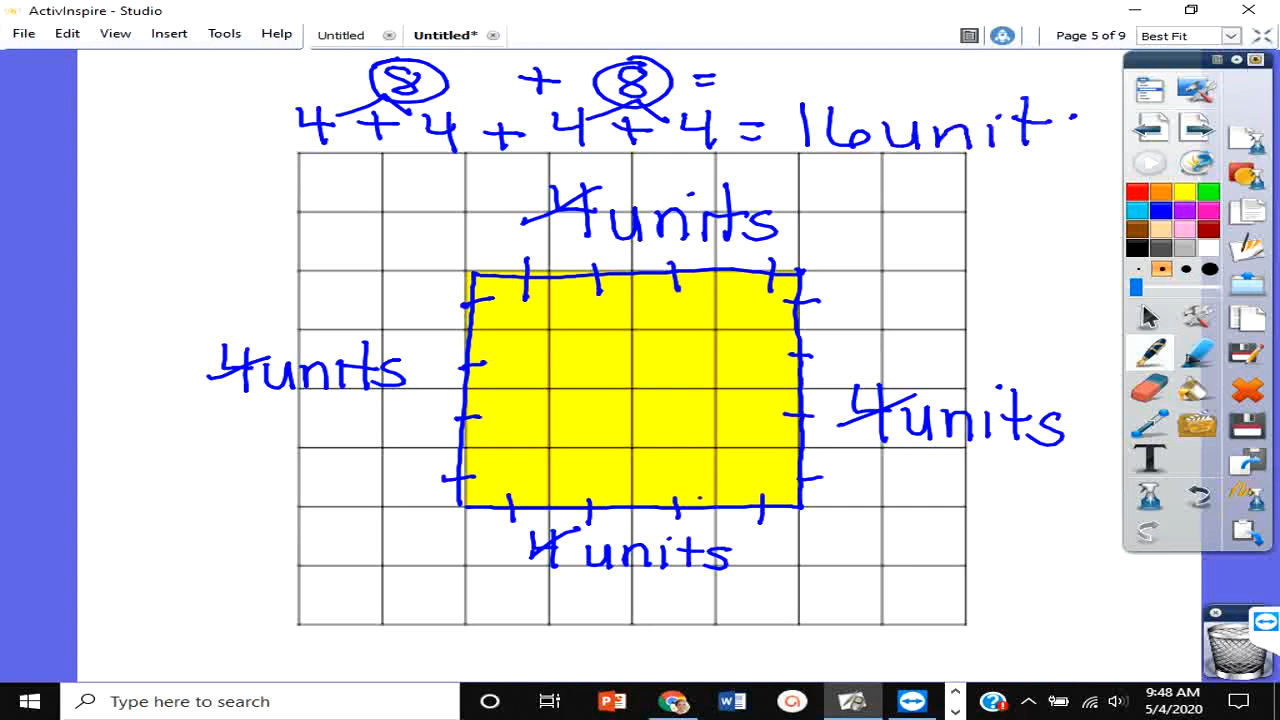 ActivInspire - Studio
File Edit View Insert Tools Help Untitled Untitled* Page 5 of 9 Best Fit
8 + 8 =
4 + 4 + 4 + 4 = 16 unit
4 units
4 units
4 units
4 units
T
Type here to search
9:48 AM
5/4/2020